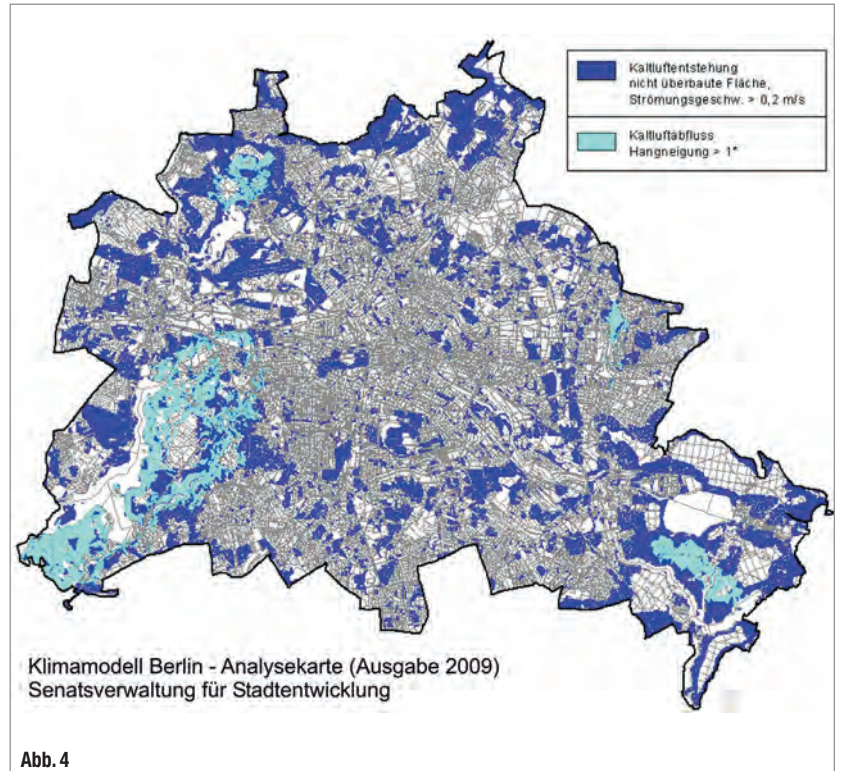 Kaltluftentstehung
nicht überbaute Fläche,
Strömungsgeschw. > 0,2 m/s
Kaltluftabfluss
Hangneigung > 1°
Klimamodell Berlin - Analysekarte (Ausgabe 2009)
Senatsverwaltung für Stadtentwicklung
Abb. 4